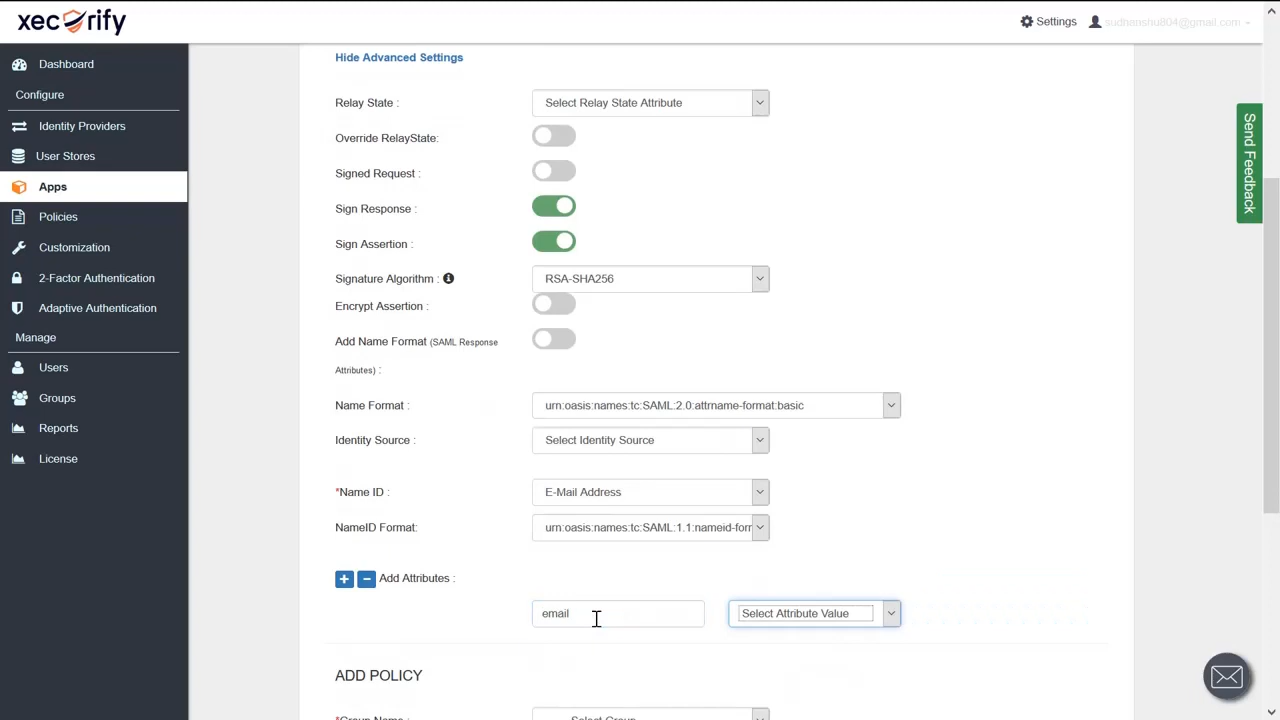 xecurify
Settings
sudhanshu804@gmail.com
Dashboard
Configure
Identity Providers
User Stores
Apps
Policies
Customization
2-Factor Authentication
Adaptive Authentication
Manage
Users
Groups
Reports
License
Hide Advanced Settings
Relay State :
Select Relay State Attribute
Override RelayState:
Signed Request :
Sign Response :
Sign Assertion :
Signature Algorithm :
RSA-SHA256
Encrypt Assertion :
Add Name Format (SAML Response
Attributes) :
Name Format :
urn:oasis:names:tc:SAML:2.0:attrname-format:basic
Identity Source :
Select Identity Source
*Name ID :
E-Mail Address
NameID Format:
urn:oasis:names:tc:SAML:1.1:nameid-forr
Add Attributes :
email
Select Attribute Value
ADD POLICY
*Group Name :
Select Group
Send Feedback